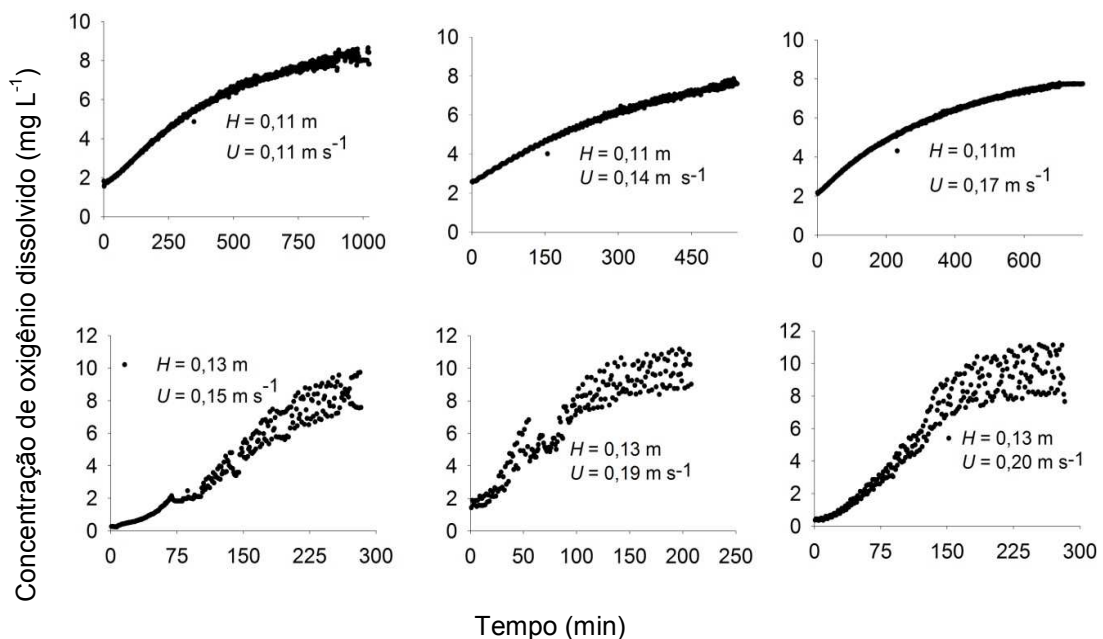 Concentração de oxigênio dissolvido (mg L⁻¹)
10
8
6
4
2
0
H = 0,11 m
U = 0,11 m s⁻¹
0 250 500 750 1000
10
8
6
4
2
0
H = 0,11 m
U = 0,14 m s⁻¹
0 150 300 450
10
8
6
4
2
0
H = 0,11m
U = 0,17 m s⁻¹
0 200 400 600
12
10
8
6
4
2
0
H = 0,13 m
U = 0,15 m s⁻¹
0 75 150 225 300
12
10
8
6
4
2
0
H = 0,13 m
U = 0,19 m s⁻¹
0 50 100 150 200 250
12
10
8
6
4
2
0
H = 0,13 m
U = 0,20 m s⁻¹
0 75 150 225 300
Tempo (min)